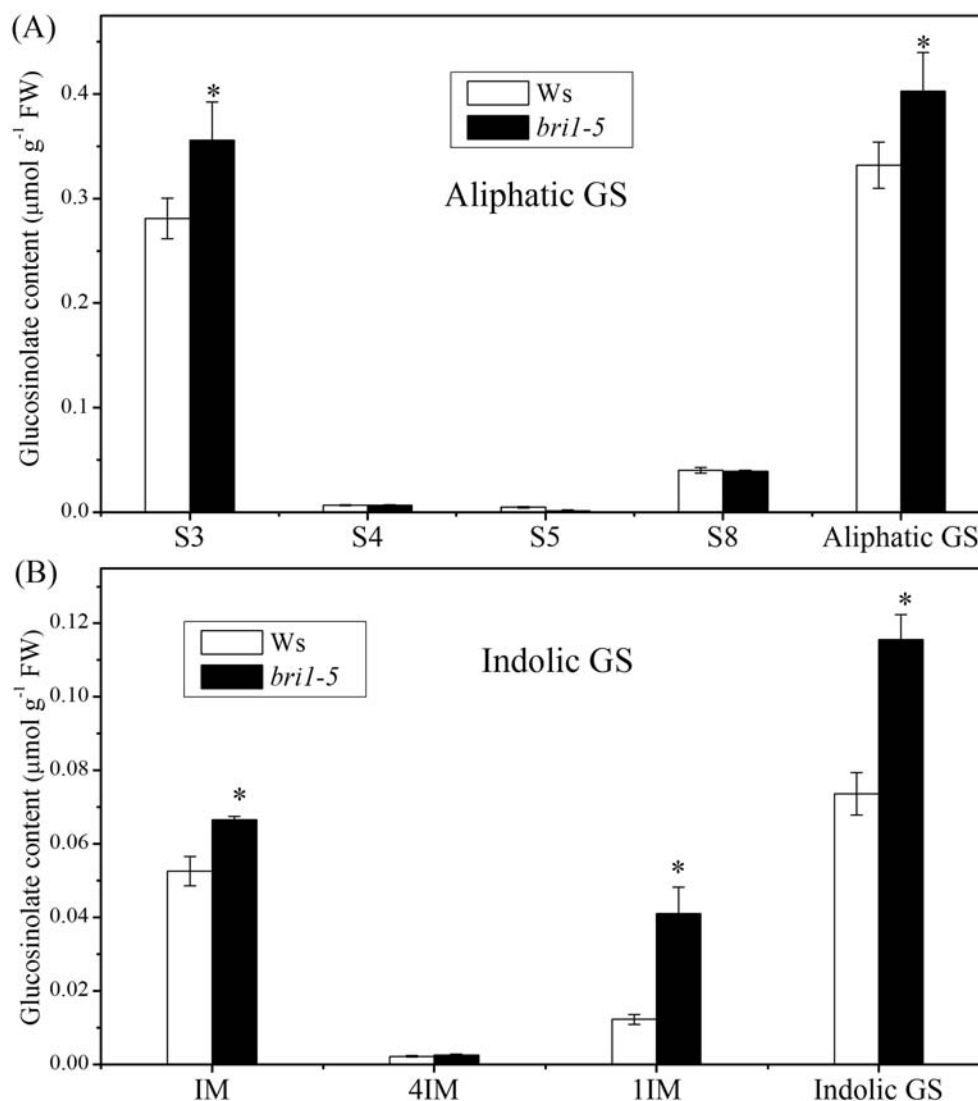 (A)
Glucosinolate content (μmol g⁻¹ FW)
0.4
0.3
0.2
0.1
0.0
Ws
bri1-5
Aliphatic GS
*
*
S3 S4 S5 S8 Aliphatic GS
(B)
Glucosinolate content (μmol g⁻¹ FW)
0.12
0.10
0.08
0.06
0.04
0.02
0.00
Ws
bri1-5
Indolic GS
*
*
*
IM 4IM 1IM Indolic GS